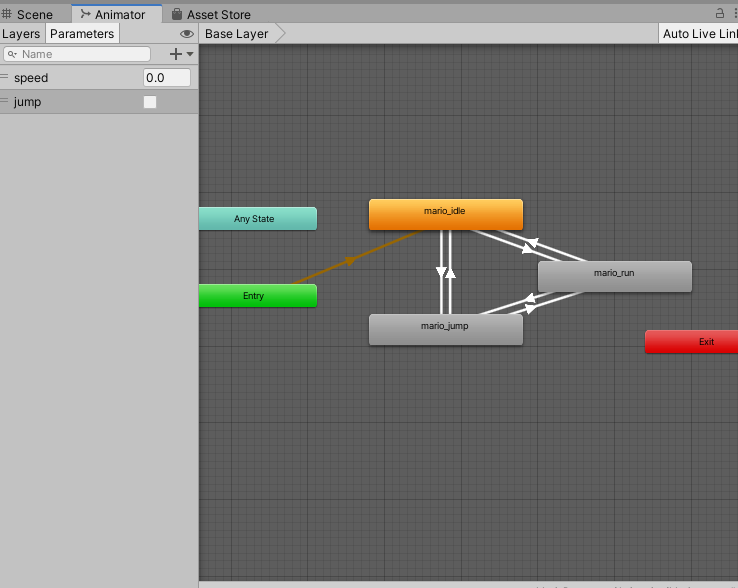 Scene
Animator
Asset Store
Layers
Parameters
Base Layer
Auto Live Link
Name
speed
0.0
jump
mario_idle
Any State
mario_run
Entry
mario_jump
Exit